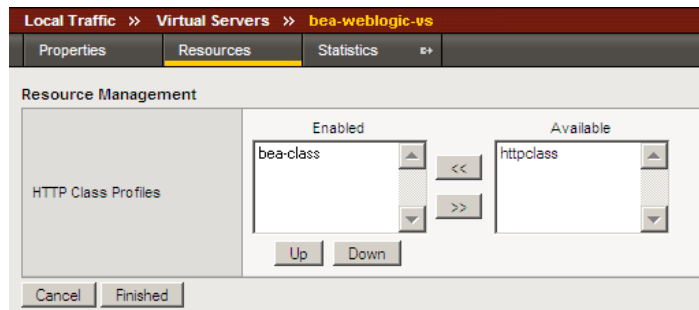 Local Traffic » Virtual Servers » bea-weblogic-vs
Properties Resources Statistics
Resource Management
HTTP Class Profiles
Enabled Available
bea-class << httpclass
>>
Up Down
Cancel Finished